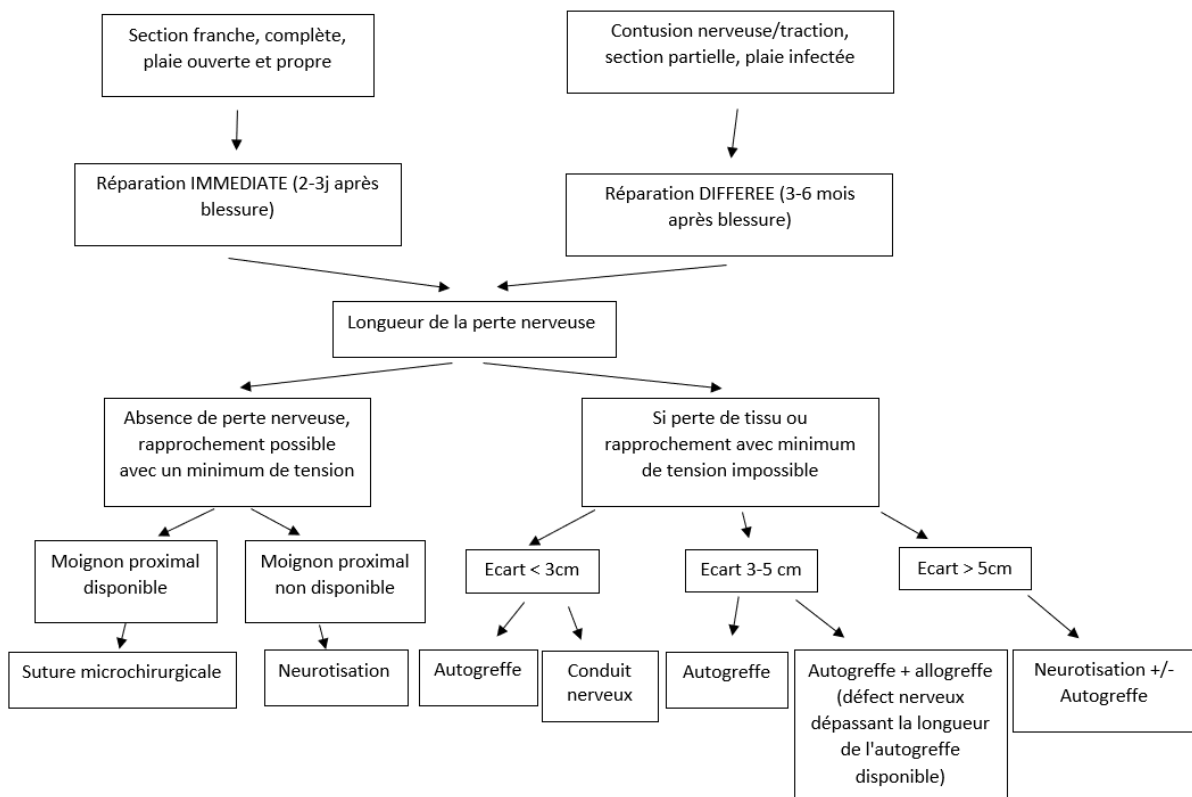 Section franche, complète,
plaie ouverte et propre
Contusion nerveuse/traction,
section partielle, plaie infectée
Réparation IMMEDIATE (2-3j après
blessure)
Réparation DIFFEREE (3-6 mois
après blessure)
Longueur de la perte nerveuse
Absence de perte nerveuse,
rapprochement possible
avec un minimum de tension
Si perte de tissu ou
rapprochement avec minimum
de tension impossible
Moignon proximal
disponible
Moignon proximal
non disponible
Ecart < 3cm
Ecart 3-5 cm
Ecart > 5cm
Suture microchirurgicale
Neurotisation
Autogreffe
Conduit
nerveux
Autogreffe
Autogreffe + allogreffe
(défect nerveux
dépassant la longueur
de l'autogreffe
disponible)
Neurotisation +/-
Autogreffe